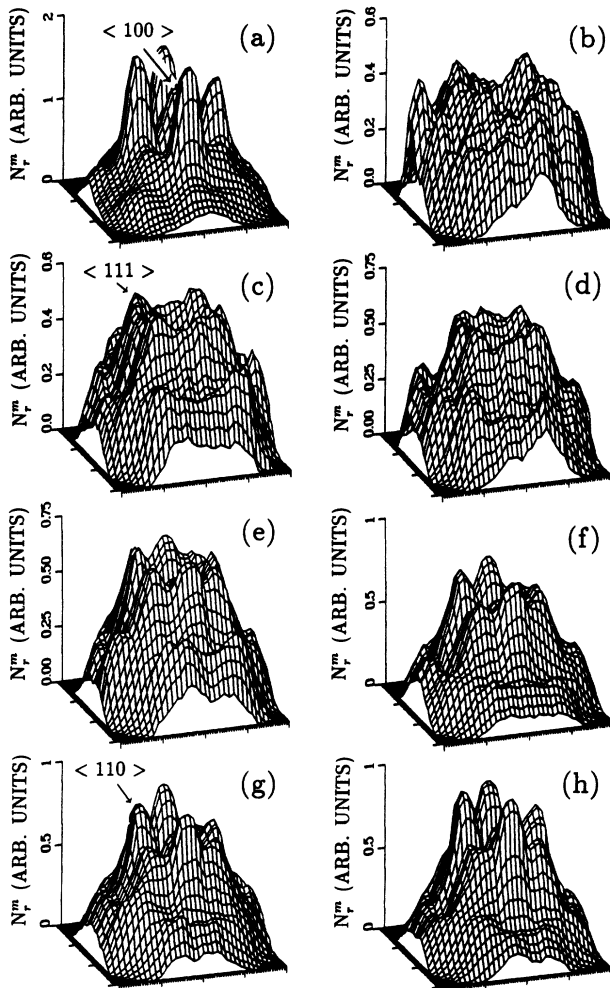 N_r^m (ARB. UNITS)
2
1
0
< 100 >
(a)
N_r^m (ARB. UNITS)
0.6
0.4
0.2
0.0
(b)
N_r^m (ARB. UNITS)
0.6
0.4
0.2
0.0
< 111 >
(c)
N_r^m (ARB. UNITS)
0.75
0.50
0.25
0.00
(d)
N_r^m (ARB. UNITS)
0.75
0.50
0.25
0.00
(e)
N_r^m (ARB. UNITS)
1
0.5
0
(f)
N_r^m (ARB. UNITS)
1
0.5
0
< 110 >
(g)
N_r^m (ARB. UNITS)
1
0.5
0
(h)